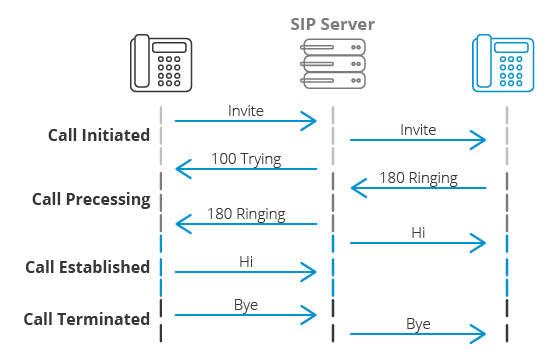 SIP Server
Invite
Call Initiated
Invite
100 Trying
180 Ringing
Call Precessing
180 Ringing
Hi
Call Established
Hi
Bye
Call Terminated
Bye